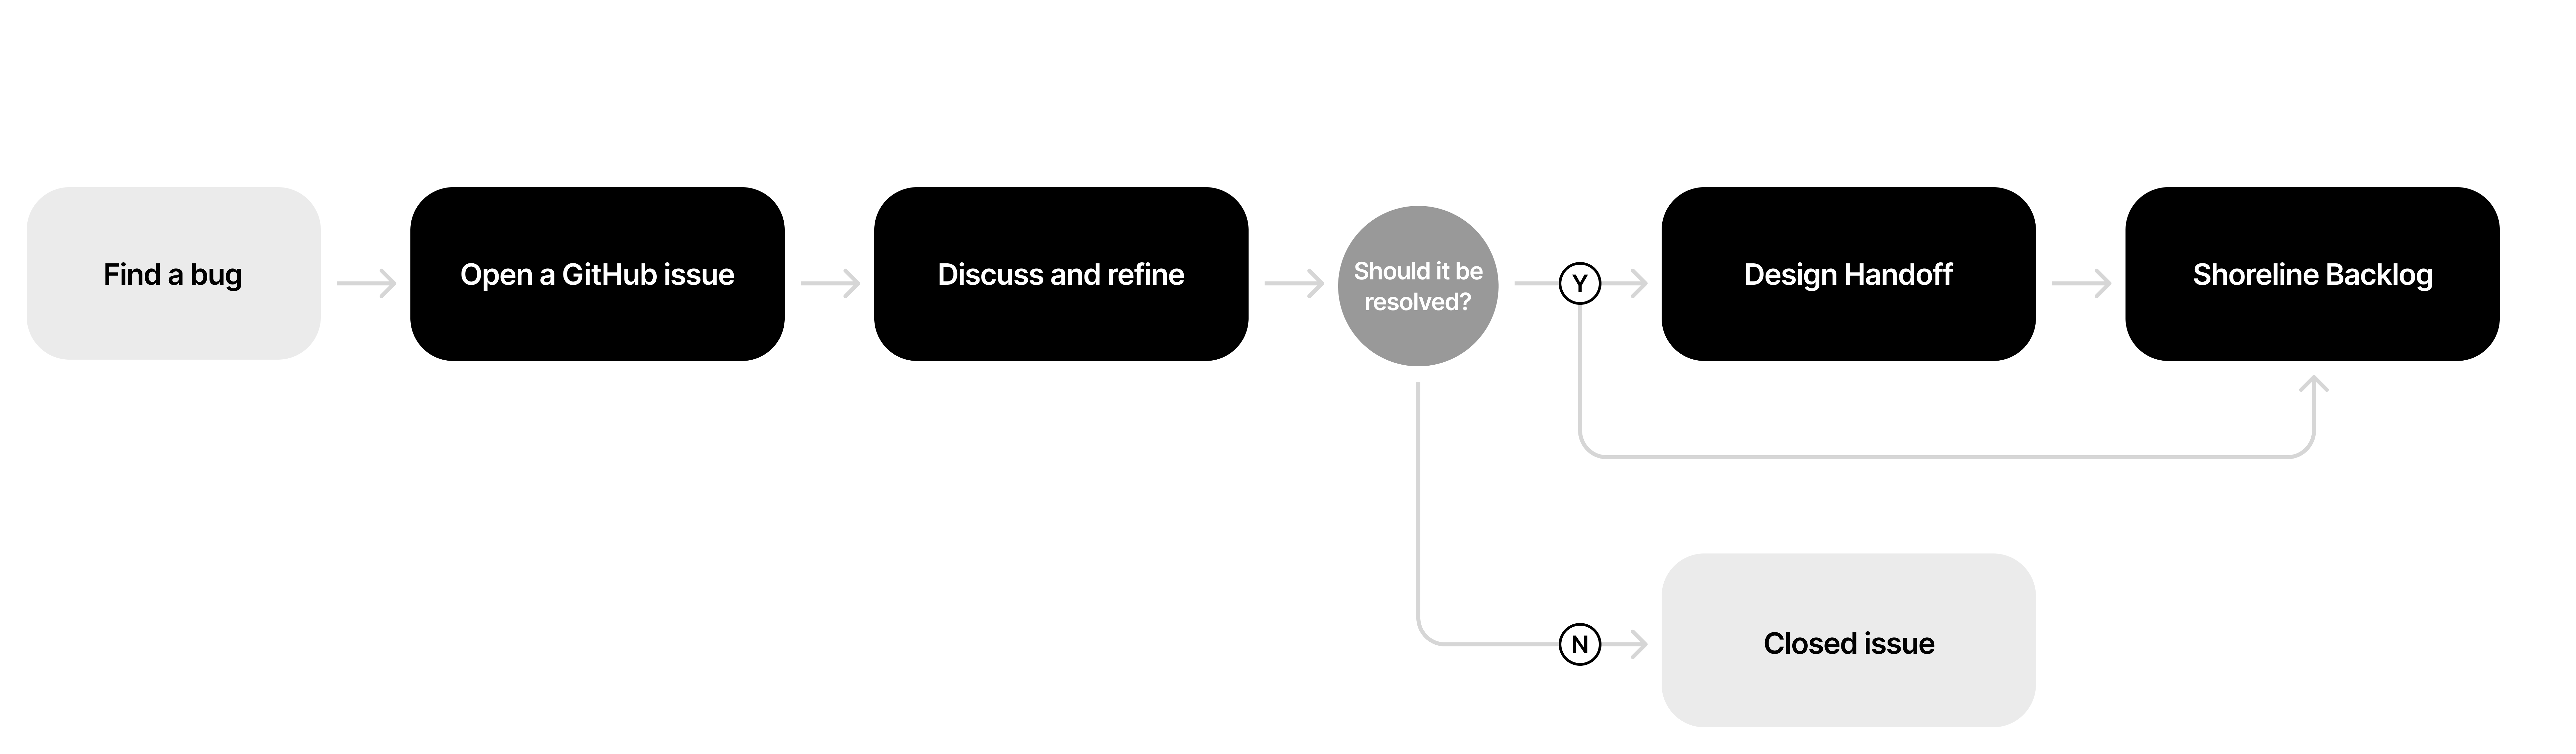 Find a bug
Open a GitHub issue
Discuss and refine
Should it be
resolved?
Y
Design Handoff
Shoreline Backlog
N
Closed issue